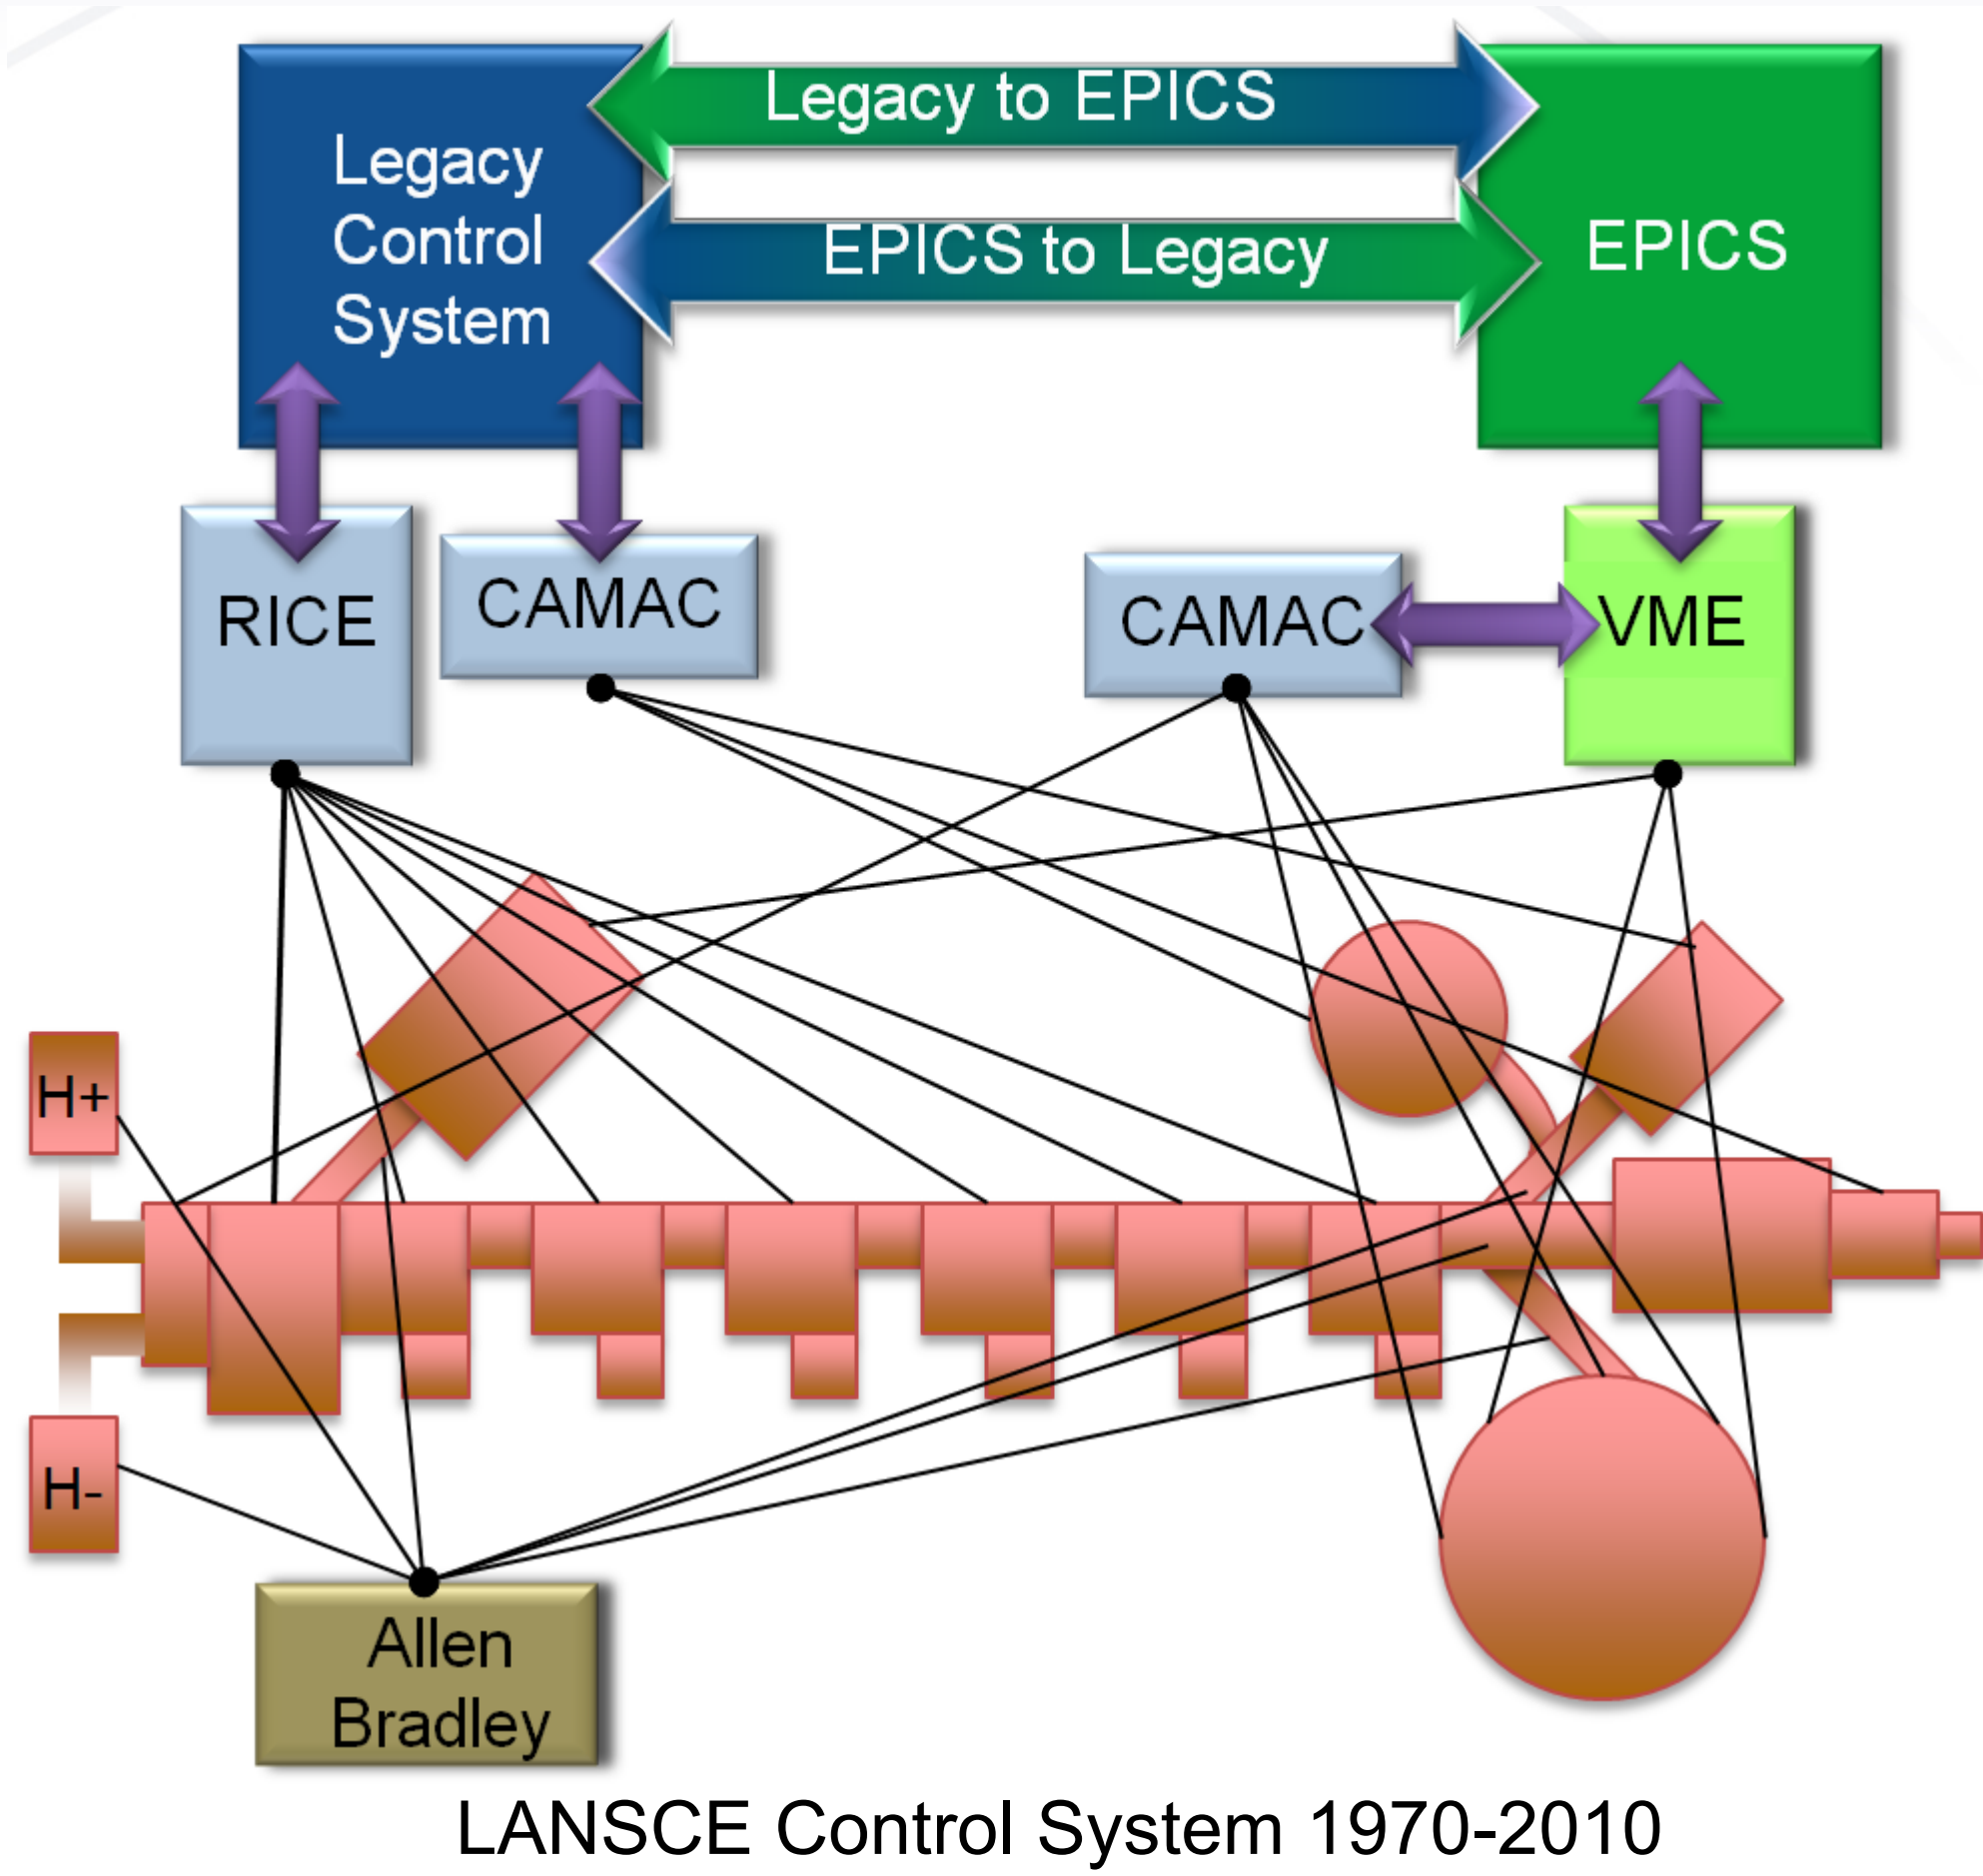 Legacy to EPICS
Legacy
Control
System
EPICS to Legacy
EPICS
RICE
CAMAC
CAMAC
VME
H+
H-
Allen
Bradley
LANSCE Control System 1970-2010